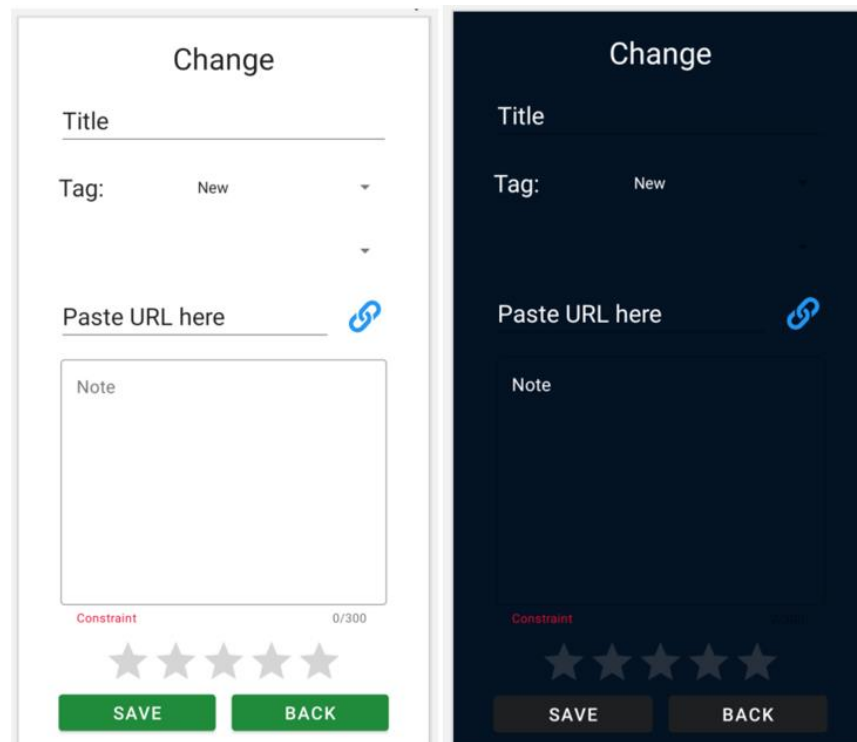 Change
Title
Tag: New
Paste URL here
Note
Constraint 0/300
SAVE BACK
Change
Title
Tag: New
Paste URL here
Note
Constraint
SAVE BACK